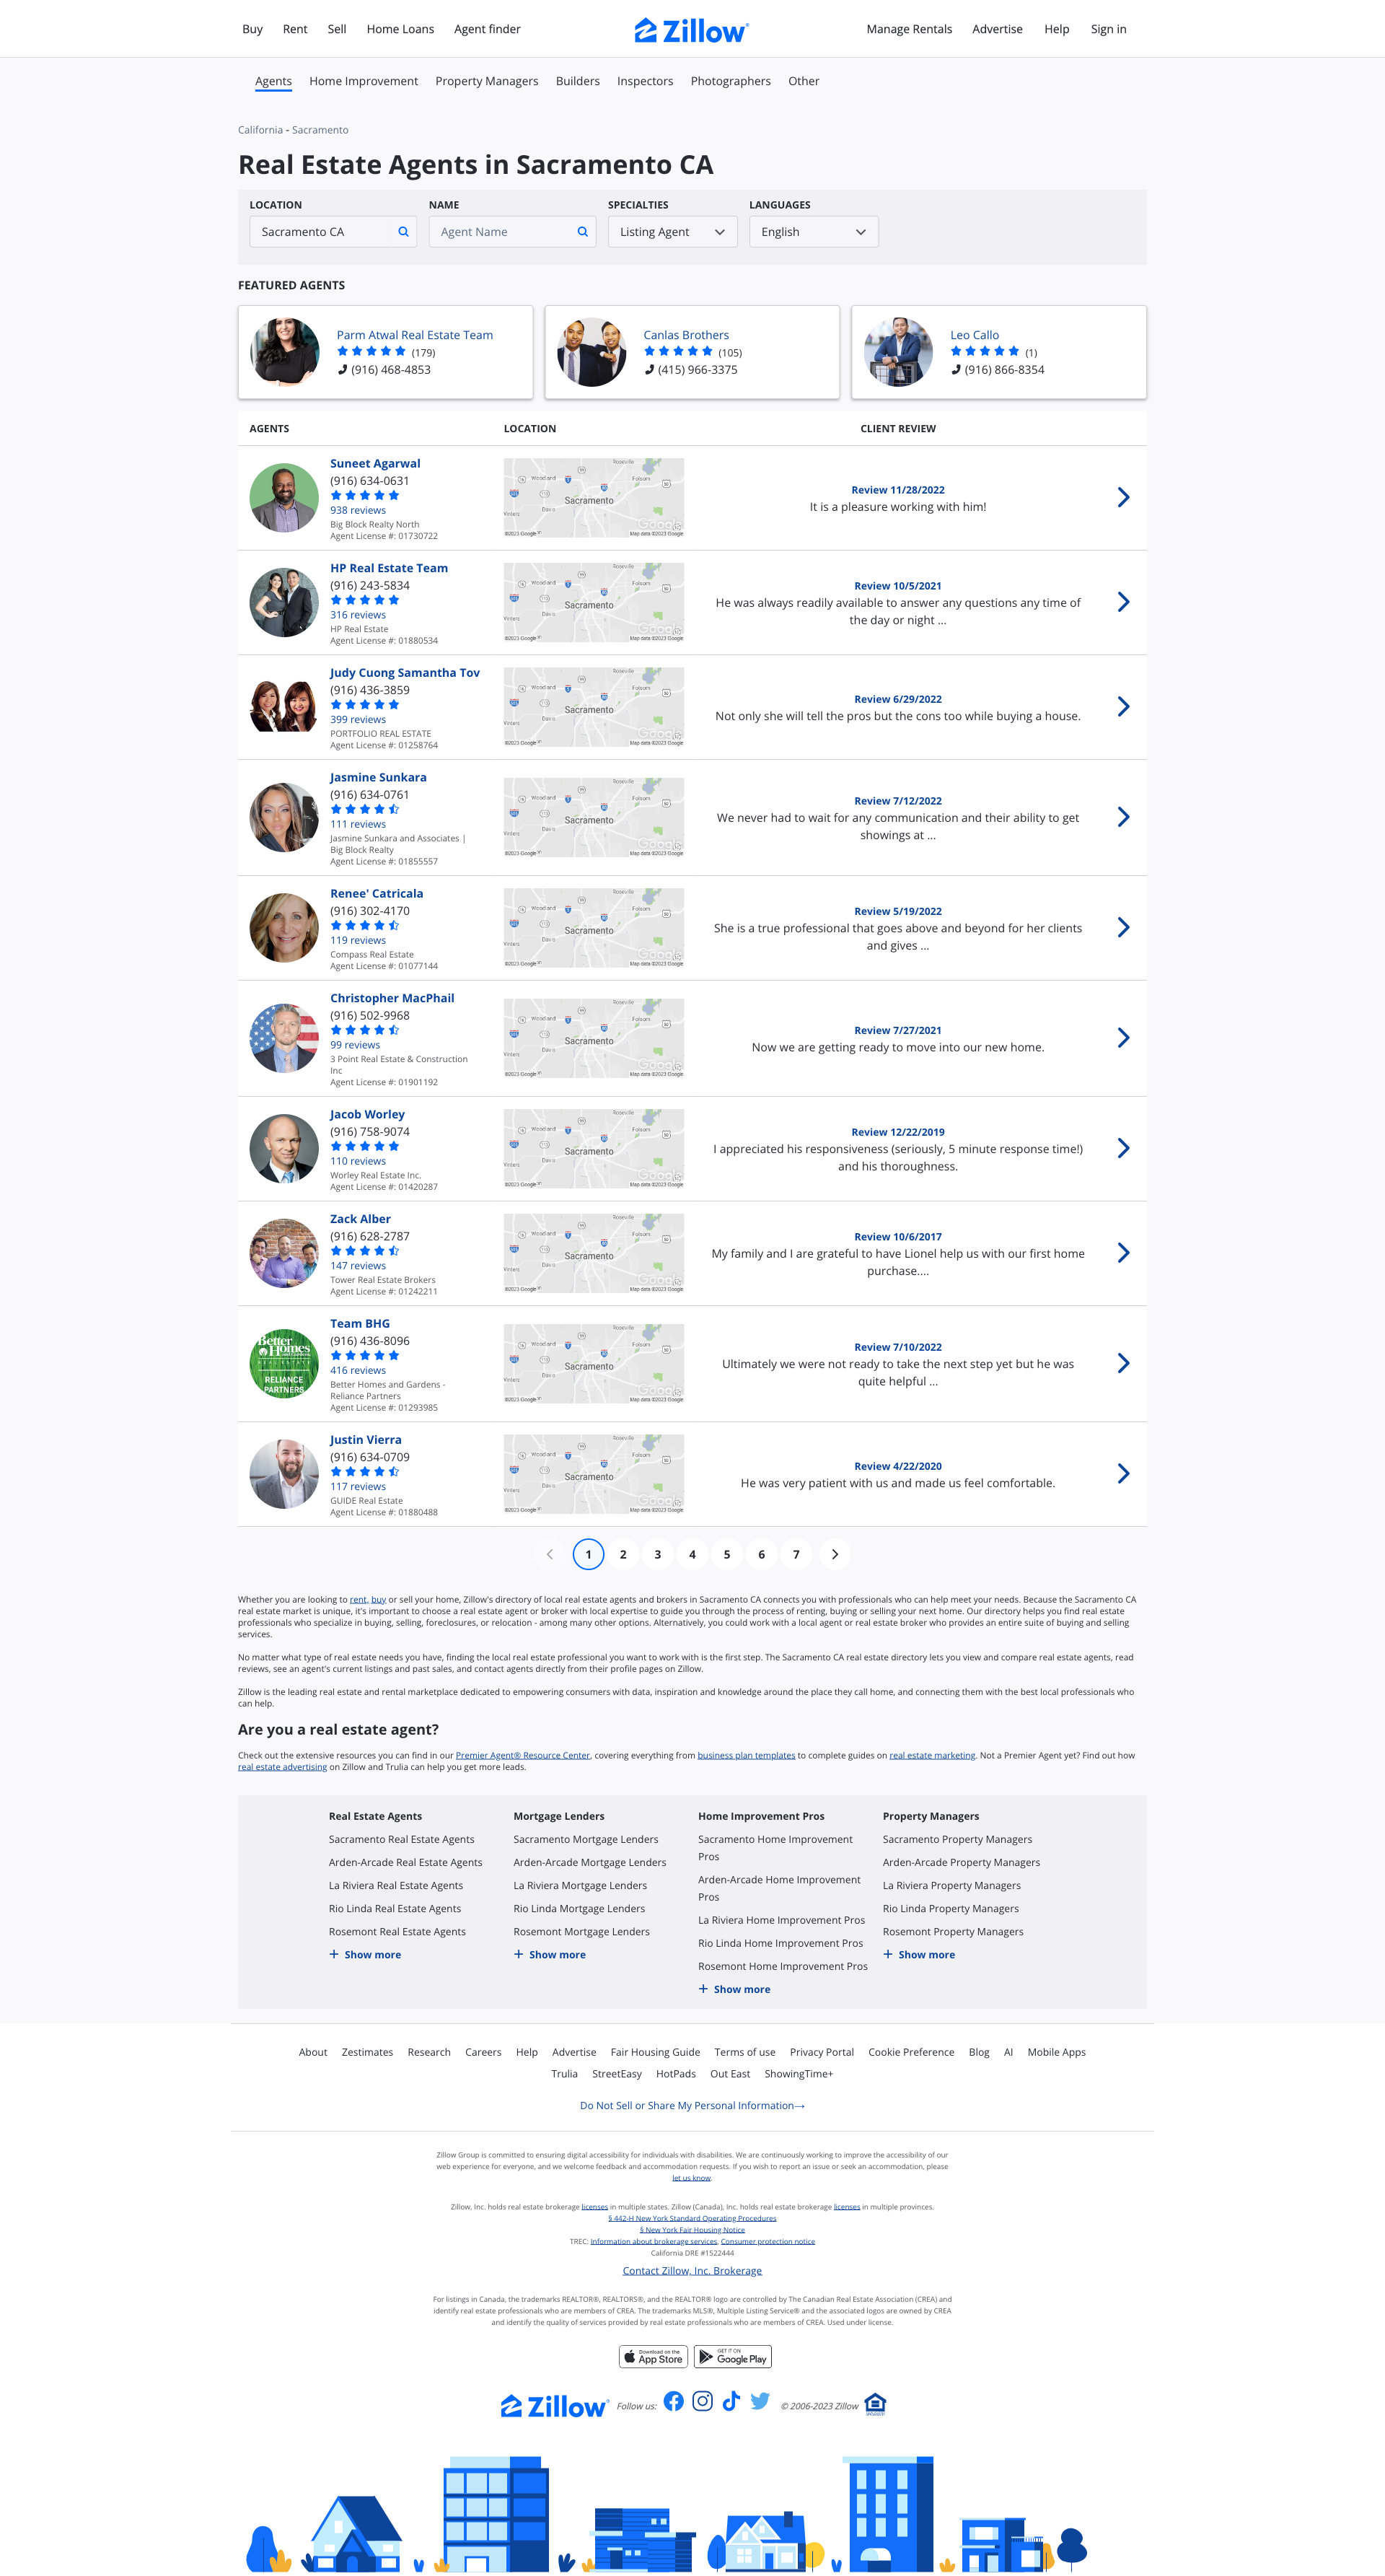 Buy Rent Sell Home Loans Agent finder Zillow Manage Rentals Advertise Help Sign in
Agents Home Improvement Property Managers Builders Inspectors Photographers Other
California - Sacramento
Real Estate Agents in Sacramento CA
LOCATION NAME SPECIALTIES LANGUAGES
Sacramento CA Agent Name Listing Agent English
FEATURED AGENTS
Parm Atwal Real Estate Team
(179)
(916) 468-4853
Canlas Brothers
(105)
(415) 966-3375
Leo Callo
(1)
(916) 866-8354
AGENTS LOCATION CLIENT REVIEW
Suneet Agarwal
(916) 634-0631
938 reviews
Big Block Realty North
Agent License #: 01730722
Review 11/28/2022
It is a pleasure working with him!
HP Real Estate Team
(916) 243-5834
316 reviews
HP Real Estate
Agent License #: 01880534
Review 10/5/2021
He was always readily available to answer any questions any time of
the day or night ...
Judy Cuong Samantha Tov
(916) 436-3859
399 reviews
PORTFOLIO REAL ESTATE
Agent License #: 01258764
Review 6/29/2022
Not only she will tell the pros but the cons too while buying a house.
Jasmine Sunkara
(916) 634-0761
111 reviews
Jasmine Sunkara and Associates |
Big Block Realty
Agent License #: 01855557
Review 7/12/2022
We never had to wait for any communication and their ability to get
showings at ...
Renee' Catricala
(916) 302-4170
119 reviews
Compass Real Estate
Agent License #: 01077144
Review 5/19/2022
She is a true professional that goes above and beyond for her clients
and gives ...
Christopher MacPhail
(916) 502-9968
99 reviews
3 Point Real Estate & Construction
Inc
Agent License #: 01901192
Review 7/27/2021
Now we are getting ready to move into our new home.
Jacob Worley
(916) 758-9074
110 reviews
Worley Real Estate Inc.
Agent License #: 01420287
Review 12/22/2019
I appreciated his responsiveness (seriously, 5 minute response time!)
and his thoroughness.
Zack Alber
(916) 628-2787
147 reviews
Tower Real Estate Brokers
Agent License #: 01242211
Review 10/6/2017
My family and I are grateful to have Lionel help us with our first home
purchase....
Better
Homes
REAL ESTATE
RELIANCE
PARTNERS
Team BHG
(916) 436-8096
416 reviews
Better Homes and Gardens -
Reliance Partners
Agent License #: 01293985
Review 7/10/2022
Ultimately we were not ready to take the next step yet but he was
quite helpful ...
Justin Vierra
(916) 634-0709
117 reviews
GUIDE Real Estate
Agent License #: 01880488
Review 4/22/2020
He was very patient with us and made us feel comfortable.
1 2 3 4 5 6 7
Whether you are looking to rent, buy or sell your home, Zillow's directory of local real estate agents and brokers in Sacramento CA connects you with professionals who can help meet your needs. Because the Sacramento CA
real estate market is unique, it's important to choose a real estate agent or broker with local expertise to guide you through the process of renting, buying or selling your next home. Our directory helps you find real estate
professionals who specialize in buying, selling, foreclosures, or relocation - among many other options. Alternatively, you could work with a local agent or real estate broker who provides an entire suite of buying and selling
services.
No matter what type of real estate needs you have, finding the local real estate professional you want to work with is the first step. The Sacramento CA real estate directory lets you view and compare real estate agents, read
reviews, see an agent's current listings and past sales, and contact agents directly from their profile pages on Zillow.
Zillow is the leading real estate and rental marketplace dedicated to empowering consumers with data, inspiration and knowledge around the place they call home, and connecting them with the best local professionals who
can help.
Are you a real estate agent?
Check out the extensive resources you can find in our Premier Agent® Resource Center, covering everything from business plan templates to complete guides on real estate marketing. Not a Premier Agent yet? Find out how
real estate advertising on Zillow and Trulia can help you get more leads.
Real Estate Agents
Sacramento Real Estate Agents
Arden-Arcade Real Estate Agents
La Riviera Real Estate Agents
Rio Linda Real Estate Agents
Rosemont Real Estate Agents
+ Show more
Mortgage Lenders
Sacramento Mortgage Lenders
Arden-Arcade Mortgage Lenders
La Riviera Mortgage Lenders
Rio Linda Mortgage Lenders
Rosemont Mortgage Lenders
+ Show more
Home Improvement Pros
Sacramento Home Improvement
Pros
Arden-Arcade Home Improvement
Pros
La Riviera Home Improvement Pros
Rio Linda Home Improvement Pros
Rosemont Home Improvement Pros
+ Show more
Property Managers
Sacramento Property Managers
Arden-Arcade Property Managers
La Riviera Property Managers
Rio Linda Property Managers
Rosemont Property Managers
+ Show more
About Zestimates Research Careers Help Advertise Fair Housing Guide Terms of use Privacy Portal Cookie Preference Blog AI Mobile Apps
Trulia StreetEasy HotPads Out East ShowingTime+
Do Not Sell or Share My Personal Information→
Zillow Group is committed to ensuring digital accessibility for individuals with disabilities. We are continuously working to improve the accessibility of our
web experience for everyone, and we welcome feedback and accommodation requests. If you wish to report an issue or seek an accommodation, please
let us know.
Zillow, Inc. holds real estate brokerage licenses in multiple states. Zillow (Canada), Inc. holds real estate brokerage licenses in multiple provinces.
§ 442-H New York Standard Operating Procedures
§ New York Fair Housing Notice
TREC: Information about brokerage services, Consumer protection notice
California DRE #1522444
Contact Zillow, Inc. Brokerage
For listings in Canada, the trademarks REALTOR®, REALTORS®, and the REALTOR® logo are controlled by The Canadian Real Estate Association (CREA) and
identify real estate professionals who are members of CREA. The trademarks MLS®, Multiple Listing Service® and the associated logos are owned by CREA
and identify the quality of services provided by real estate professionals who are members of CREA. Used under license.
Download on the
App Store
GET IT ON
Google Play
Zillow Follow us: © 2006-2023 Zillow